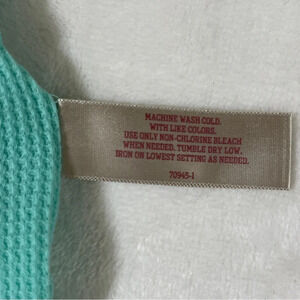 MACHINE WASH COLD.
WITH LIKE COLORS.
USE ONLY NON-CHLORINE BLEACH
WHEN NEEDED. TUMBLE DRY LOW.
IRON ON LOWEST SETTING AS NEEDED.
70945-1